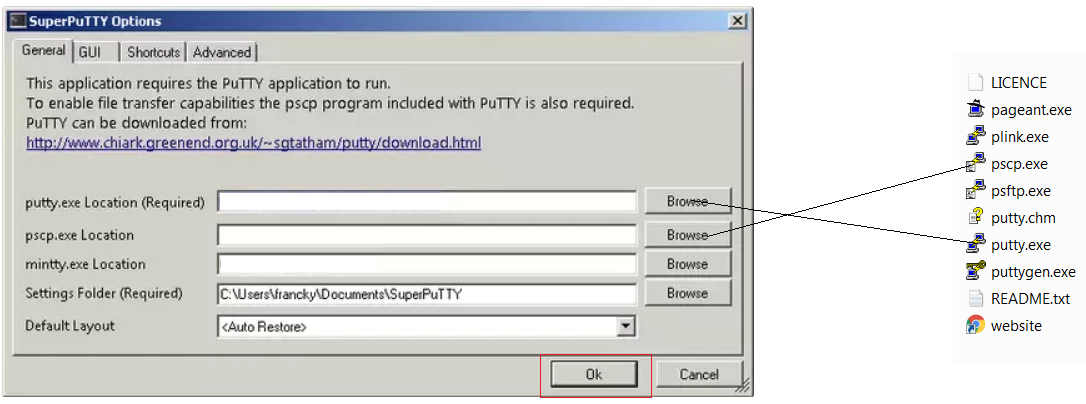 SuperPuTTY Options
General GUI Shortcuts Advanced
This application requires the PuTTY application to run.
To enable file transfer capabilities the pscp program included with PuTTY is also required.
PuTTY can be downloaded from:
http://www.chiark.greenend.org.uk/~sgtatham/putty/download.html
putty.exe Location (Required) Browse
pscp.exe Location Browse
mintty.exe Location Browse
Settings Folder (Required) C:\Users\francky\Documents\SuperPuTTY Browse
Default Layout <Auto Restore>
Ok Cancel
LICENCE
pageant.exe
plink.exe
pscp.exe
psftp.exe
putty.chm
putty.exe
puttygen.exe
README.txt
website